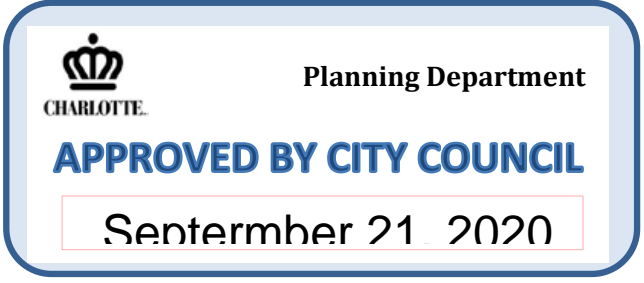 Planning Department
CHARLOTTE.
APPROVED BY CITY COUNCIL
Septermber 21, 2020